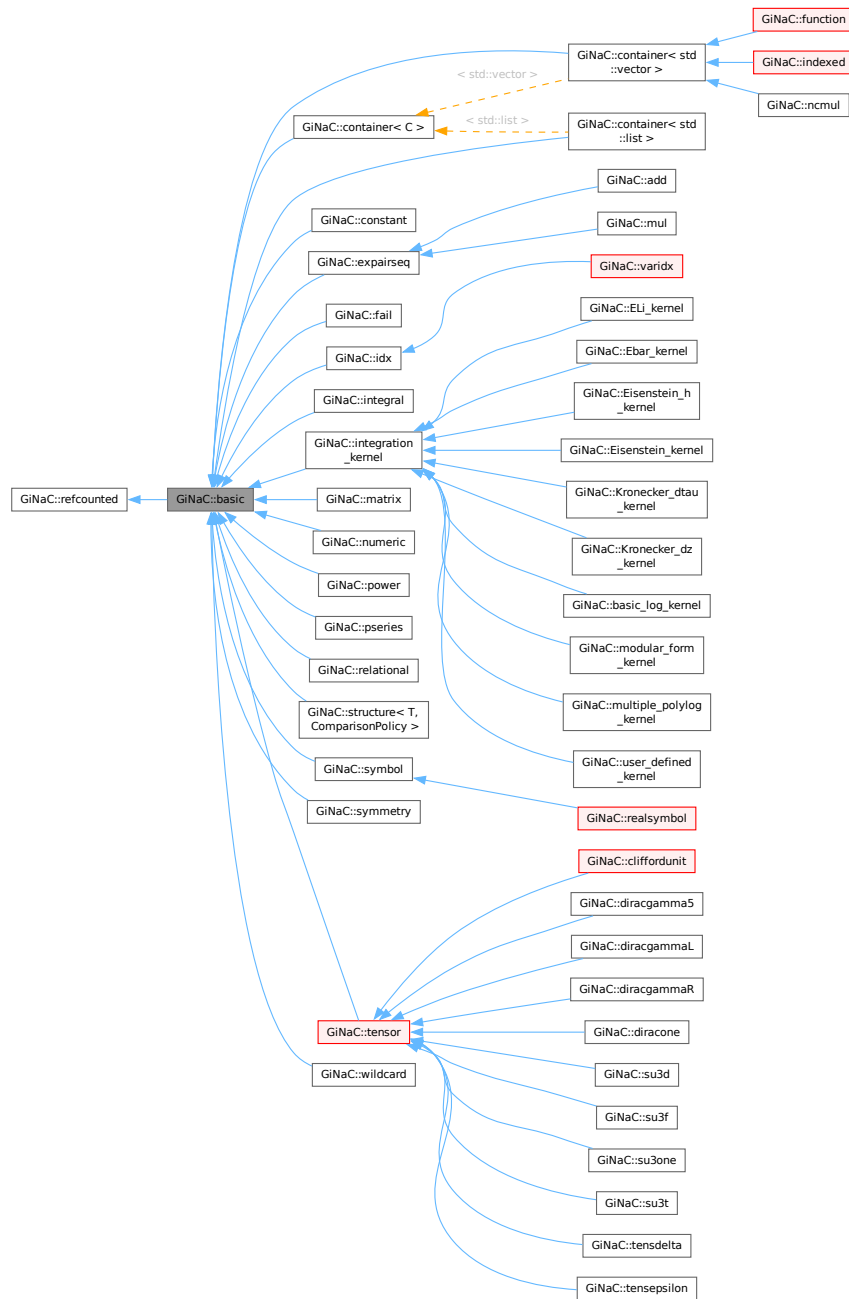 GiNaC::function
GiNaC::container< std
::vector >
GiNaC::indexed
< std::vector >
GiNaC::ncmul
GiNaC::container< C >
< std::list >
GiNaC::container< std
::list >
GiNaC::add
GiNaC::constant
GiNaC::mul
GiNaC::expairseq
GiNaC::varidx
GiNaC::fail
GiNaC::ELi_kernel
GiNaC::idx
GiNaC::Ebar_kernel
GiNaC::integral
GiNaC::Eisenstein_h
_kernel
GiNaC::integration
_kernel
GiNaC::Eisenstein_kernel
GiNaC::refcounted
GiNaC::basic
GiNaC::matrix
GiNaC::Kronecker_dtau
_kernel
GiNaC::numeric
GiNaC::Kronecker_dz
_kernel
GiNaC::power
GiNaC::basic_log_kernel
GiNaC::pseries
GiNaC::modular_form
_kernel
GiNaC::relational
GiNaC::structure< T,
ComparisonPolicy >
GiNaC::multiple_polylog
_kernel
GiNaC::symbol
GiNaC::user_defined
_kernel
GiNaC::symmetry
GiNaC::realsymbol
GiNaC::cliffordunit
GiNaC::diracgamma5
GiNaC::diracgammaL
GiNaC::diracgammaR
GiNaC::tensor
GiNaC::diracone
GiNaC::wildcard
GiNaC::su3d
GiNaC::su3f
GiNaC::su3one
GiNaC::su3t
GiNaC::tensdelta
GiNaC::tensepsilon